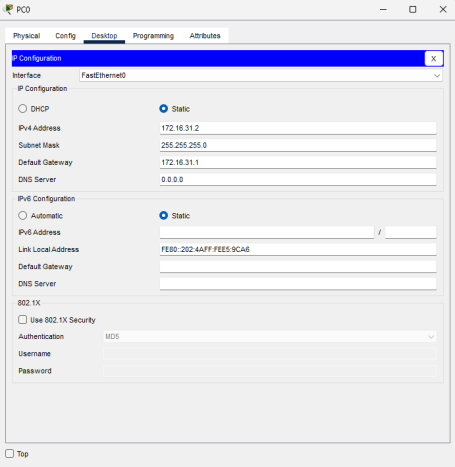 PC0
Physical Config Desktop Programming Attributes
IP Configuration X
Interface FastEthernet0
IP Configuration
DHCP Static
IPv4 Address 172.16.31.2
Subnet Mask 255.255.255.0
Default Gateway 172.16.31.1
DNS Server 0.0.0.0
IPv6 Configuration
Automatic Static
IPv6 Address /
Link Local Address FE80::202:4AFF:FEE5:9CA6
Default Gateway
DNS Server
802.1X
Use 802.1X Security
Authentication MD5
Username
Password
Top